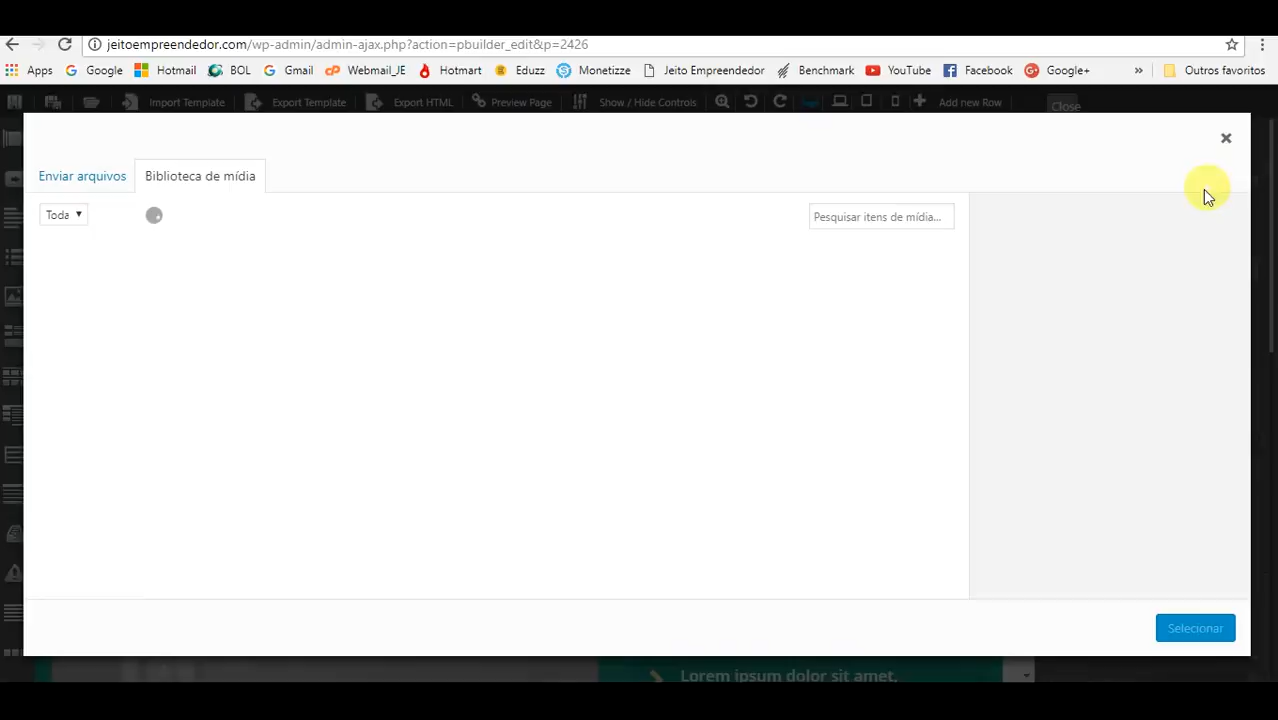 jeitoempreendedor.com/wp-admin/admin-ajax.php?action=pbuilder_edit&p=2426
Apps Google Hotmail BOL Gmail Webmail_JE Hotmart Eduzz Monetizze Jeito Empreendedor Benchmark YouTube Facebook Google+ » Outros favoritos
Import Template Export Template Export HTML Preview Page Show / Hide Controls Add new Row Close
Enviar arquivos Biblioteca de mídia
Toda Pesquisar itens de mídia...
Selecionar
Lorem ipsum dolor sit amet,